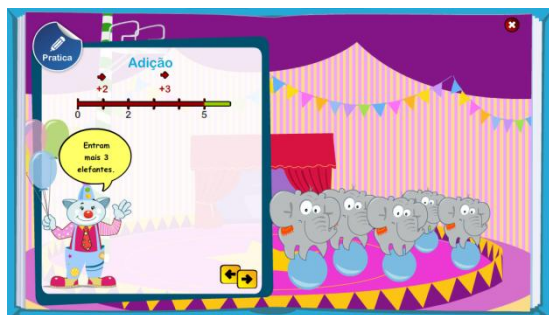 Pratica
Adição
+2 +3
0 2 5
Entram
mais 3
elefantes.